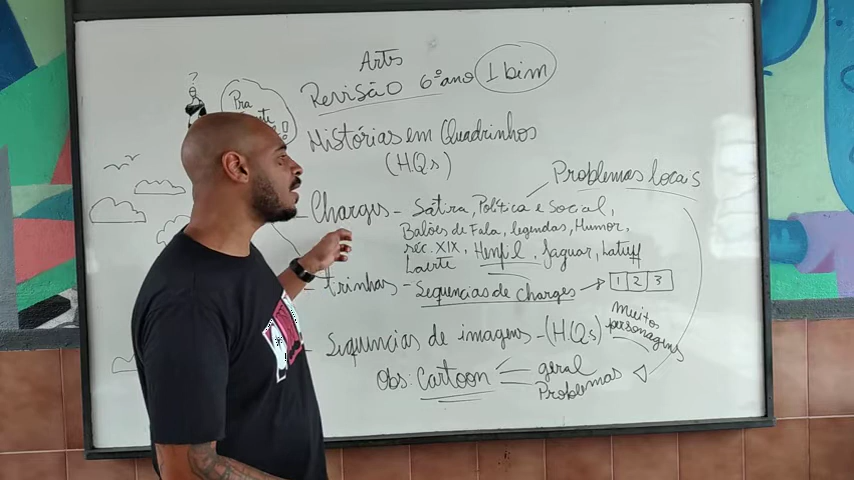 Arts
Revisão 6º ano 1 bim
?
Pra
!
Histórias em Quadrinhos
(HQs)
Problemas locais
Charges - Sátira, Política e Social,
Balões de Fala, legendas, Humor,
séc. XIX, Henfil, Jaguar, Latuff
Laerte
tirinhas - Sequências de Charges → 1 2 3
Sequências de imagens - (HQs) Muitos
personagens
Obs: Cartoon - geral
Problemas